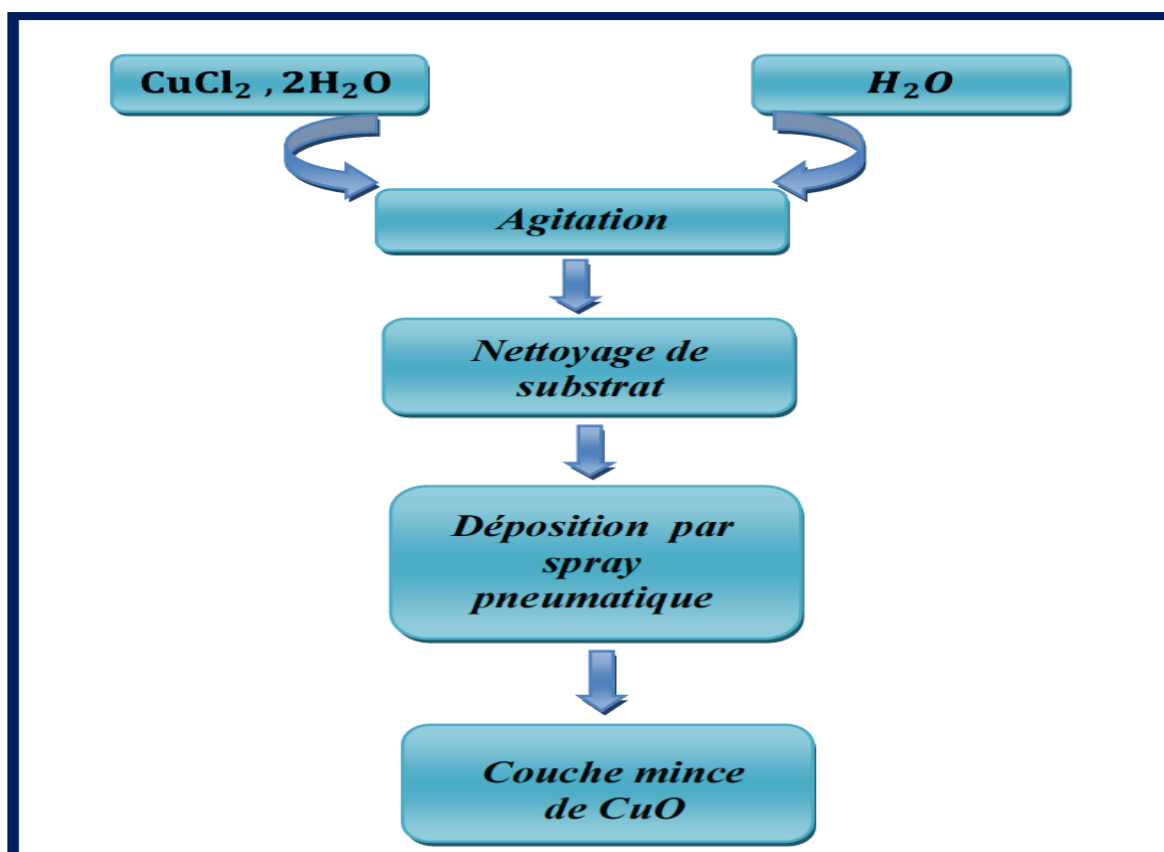 CuCl₂ , 2H₂O
H₂O
Agitation
Nettoyage de
substrat
Déposition par
spray
pneumatique
Couche mince
de CuO